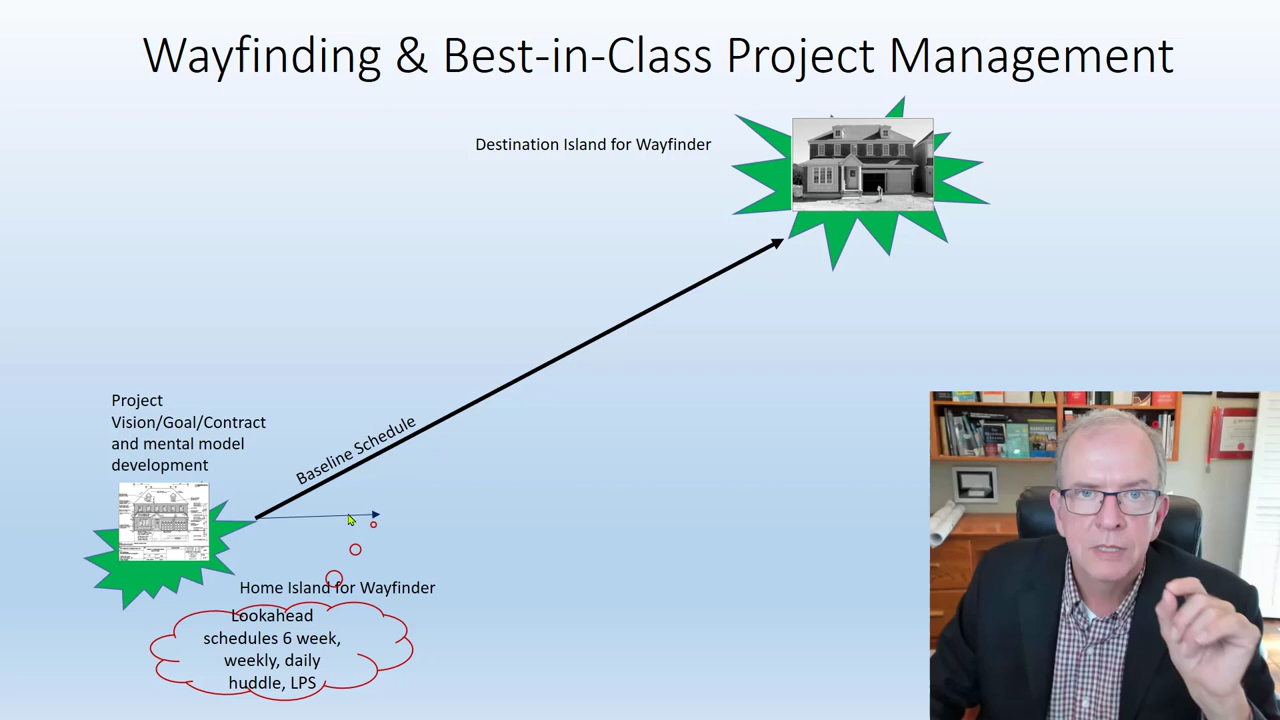 Wayfinding & Best-in-Class Project Management
Destination Island for Wayfinder
Project
Vision/Goal/Contract
and mental model
development
Baseline Schedule
Home Island for Wayfinder
Lookahead
schedules 6 week,
weekly, daily
huddle, LPS